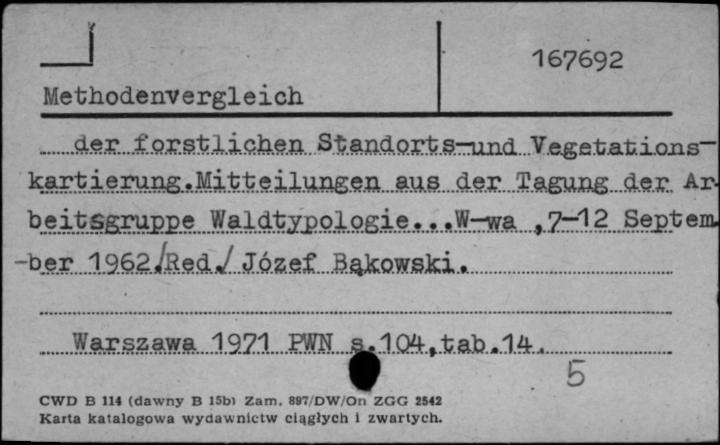 167692
Methodenvergleich
der forstlichen Standorts-und Vegetations-
kartierung.Mitteilungen aus der Tagung der Ar-
beitsgruppe Waldtypologie...W-wa ,7-12 Septem-
-ber 1962./Red./ Józef Bąkowski.
Warszawa 1971 PWN s.104,tab.14.
5
CWD B 114 (dawny B 15b) Zam. 897/DW/On ZGG 2542
Karta katalogowa wydawnictw ciągłych i zwartych.